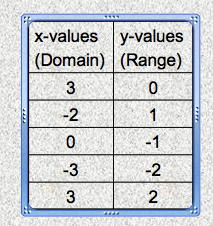 x-values y-values
(Domain) (Range)
3 0
-2 1
0 -1
-3 -2
3 2